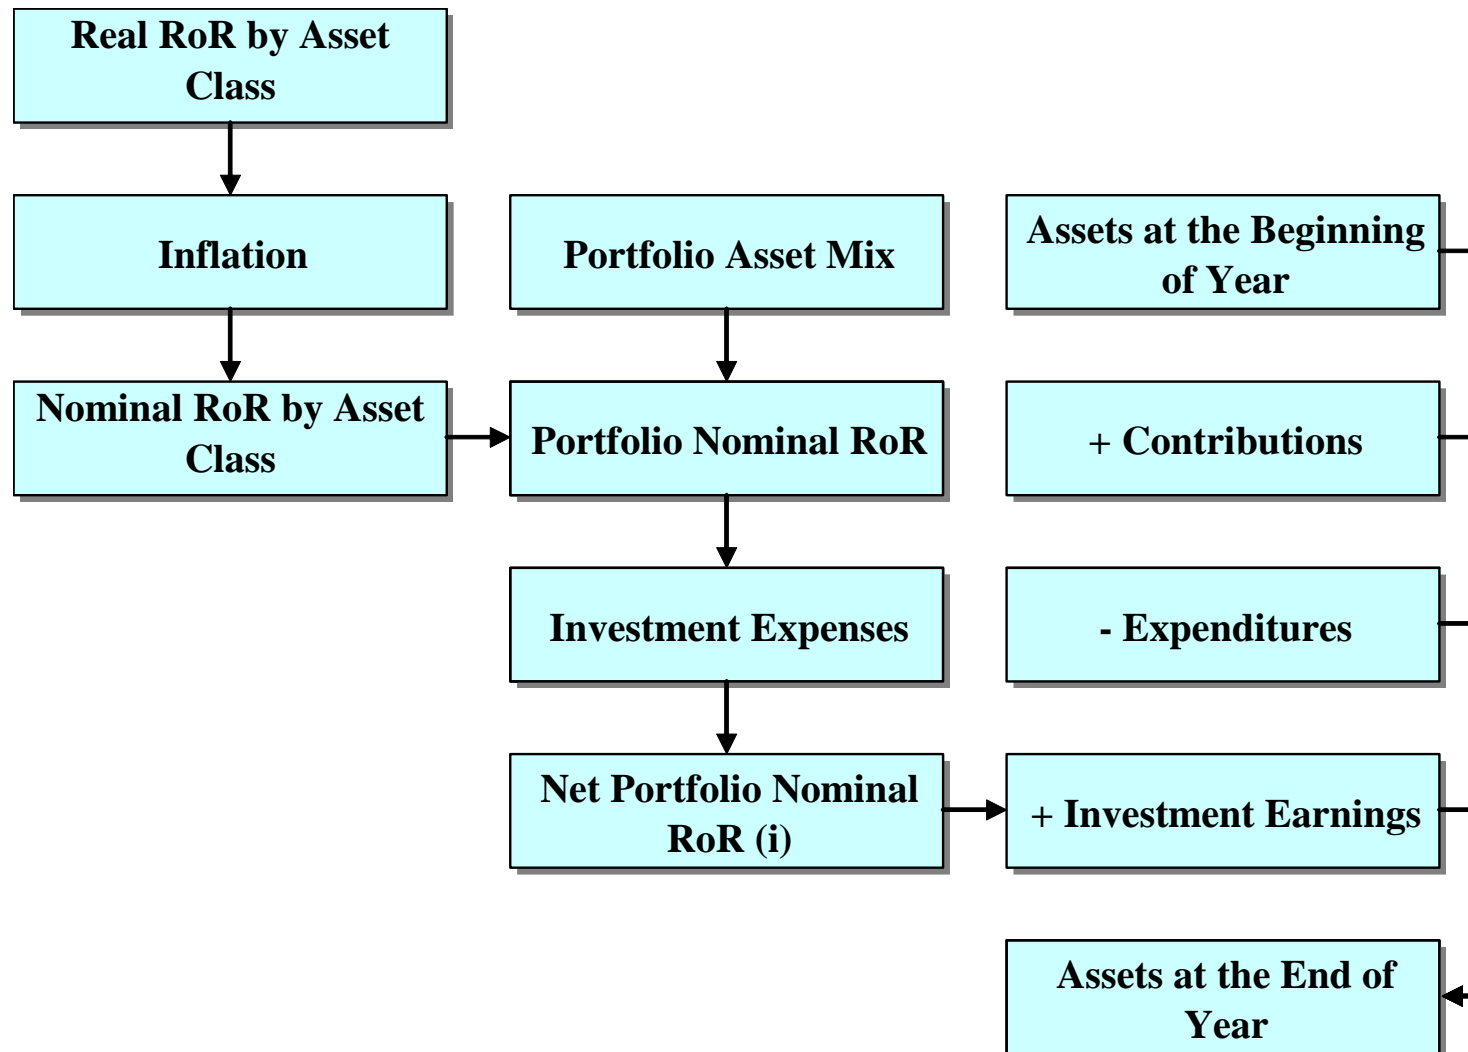 Real RoR by Asset
Class
Inflation
Portfolio Asset Mix
Assets at the Beginning
of Year
Nominal RoR by Asset
Class
Portfolio Nominal RoR
+ Contributions
Investment Expenses
- Expenditures
Net Portfolio Nominal
RoR (i)
+ Investment Earnings
Assets at the End of
Year